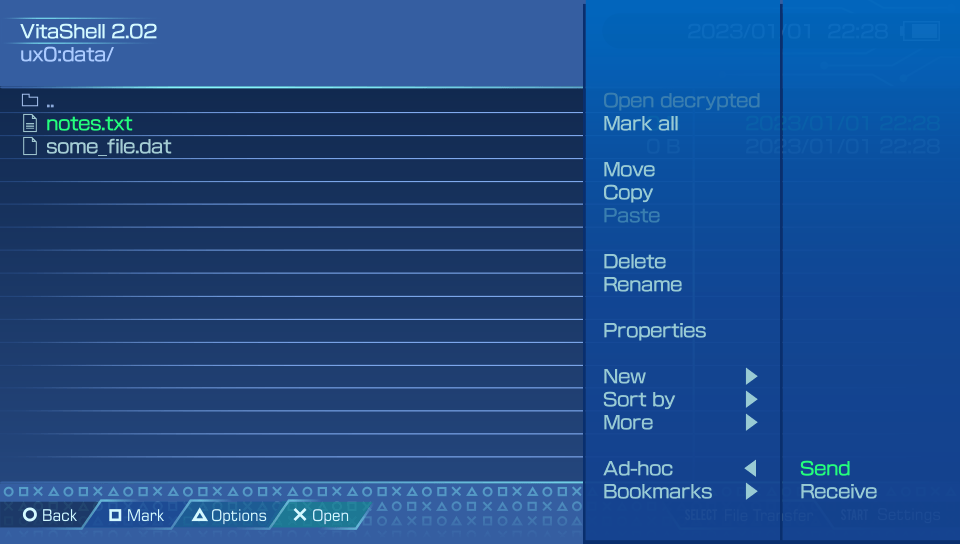 VitaShell 2.02
2023/01/01 22:28
ux0:data/
..
Open decrypted
notes.txt
Mark all
2023/01/01 22:28
some_file.dat
0 B
2023/01/01 22:28
Move
Copy
Paste
Delete
Rename
Properties
New
Sort by
More
Ad-hoc
Send
Bookmarks
Receive
Back
Mark
Options
Open
SELECT File Transfer
START Settings